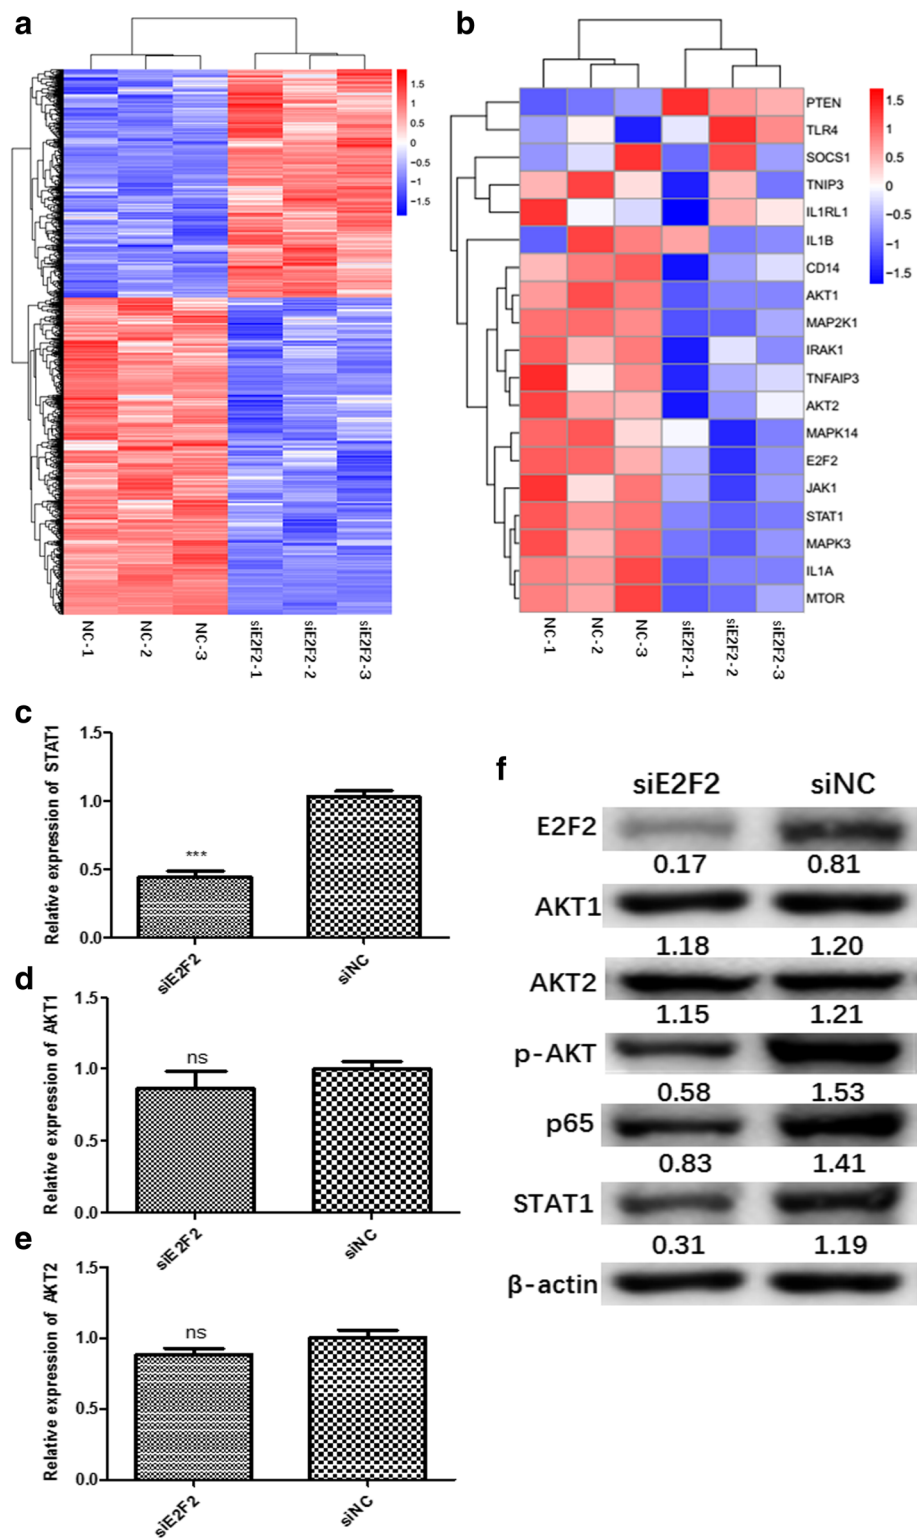 a
1.5
1
0.5
0
−0.5
−1
−1.5
NC-1
NC-2
NC-3
siE2F2-1
siE2F2-2
siE2F2-3
b
PTEN
TLR4
SOCS1
TNIP3
IL1RL1
IL1B
CD14
AKT1
MAP2K1
IRAK1
TNFAIP3
AKT2
MAPK14
E2F2
JAK1
STAT1
MAPK3
IL1A
MTOR
1.5
1
0.5
0
−0.5
−1
−1.5
NC-1
NC-2
NC-3
siE2F2-1
siE2F2-2
siE2F2-3
c
Relative expression of STAT1
1.5
1.0
0.5
0.0
***
siE2F2
siNC
d
Relative expression of AKT1
1.5
1.0
0.5
0.0
ns
siE2F2
siNC
e
Relative expression of AKT2
1.5
1.0
0.5
0.0
ns
siE2F2
siNC
f
siE2F2 siNC
E2F2
0.17 0.81
AKT1
1.18 1.20
AKT2
1.15 1.21
p-AKT
0.58 1.53
p65
0.83 1.41
STAT1
0.31 1.19
β-actin